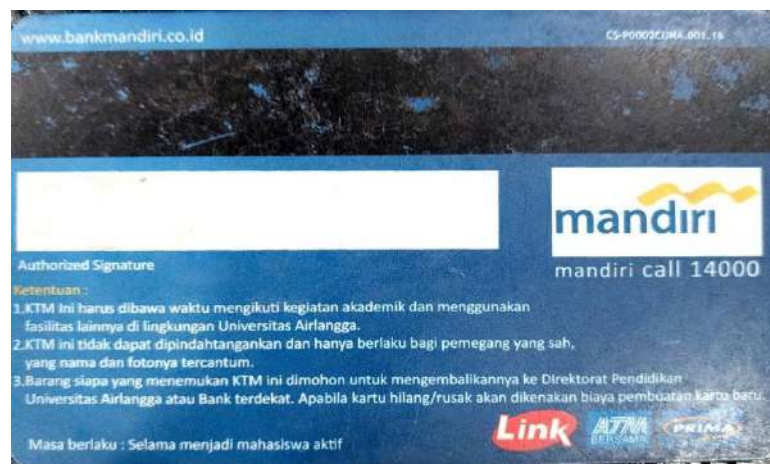 www.bankmandiri.co.id
CS-P0002CUHA.001.16
mandiri
Authorized Signature
mandiri call 14000
Ketentuan :
1.KTM Ini harus dibawa waktu mengikuti kegiatan akademik dan menggunakan
fasilitas lainnya di lingkungan Universitas Airlangga.
2.KTM ini tidak dapat dipindahtangankan dan hanya berlaku bagi pemegang yang sah,
yang nama dan fotonya tercantum.
3.Barang siapa yang menemukan KTM ini dimohon untuk mengembalikannya ke Direktorat Pendidikan
Universitas Airlangga atau Bank terdekat. Apabila kartu hilang/rusak akan dikenakan biaya pembuatan kartu baru.
Masa berlaku : Selama menjadi mahasiswa aktif
Link
ATM
BERSAMA
PRIMA